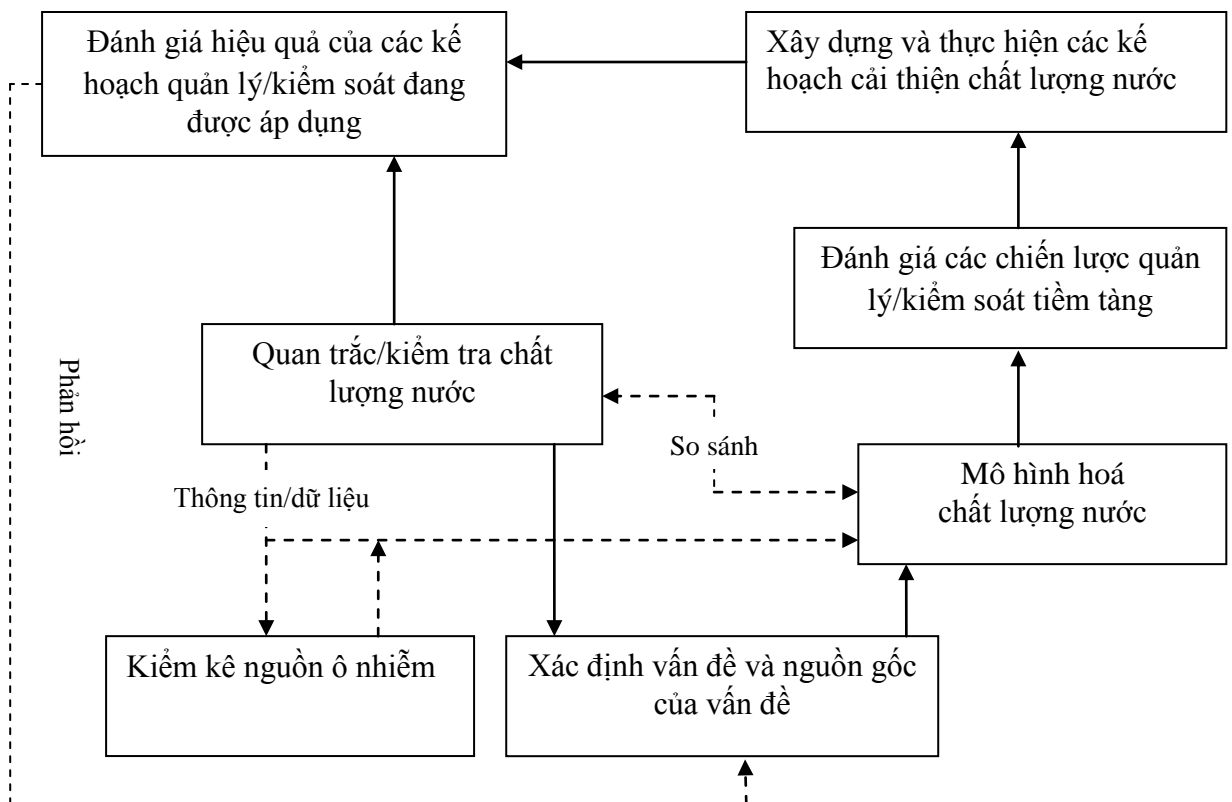 Đánh giá hiệu quả của các kế
hoạch quản lý/kiểm soát đang
được áp dụng
Xây dựng và thực hiện các kế
hoạch cải thiện chất lượng nước
Đánh giá các chiến lược quản
lý/kiểm soát tiềm tàng
Quan trắc/kiểm tra chất
lượng nước
Phản hồi
So sánh
Mô hình hoá
chất lượng nước
Thông tin/dữ liệu
Kiểm kê nguồn ô nhiễm
Xác định vấn đề và nguồn gốc
của vấn đề